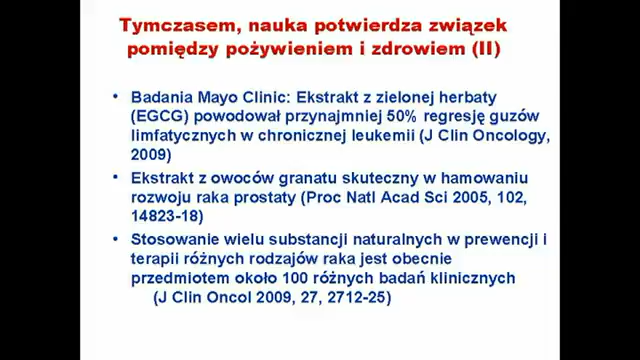 Tymczasem, nauka potwierdza związek
pomiędzy pożywieniem i zdrowiem (II)
• Badania Mayo Clinic: Ekstrakt z zielonej herbaty
(EGCG) powodował przynajmniej 50% regresję guzów
limfatycznych w chronicznej leukemii (J Clin Oncology,
2009)
• Ekstrakt z owoców granatu skuteczny w hamowaniu
rozwoju raka prostaty (Proc Natl Acad Sci 2005, 102,
14823-18)
• Stosowanie wielu substancji naturalnych w prewencji i
terapii różnych rodzajów raka jest obecnie
przedmiotem około 100 różnych badań klinicznych
(J Clin Oncol 2009, 27, 2712-25)